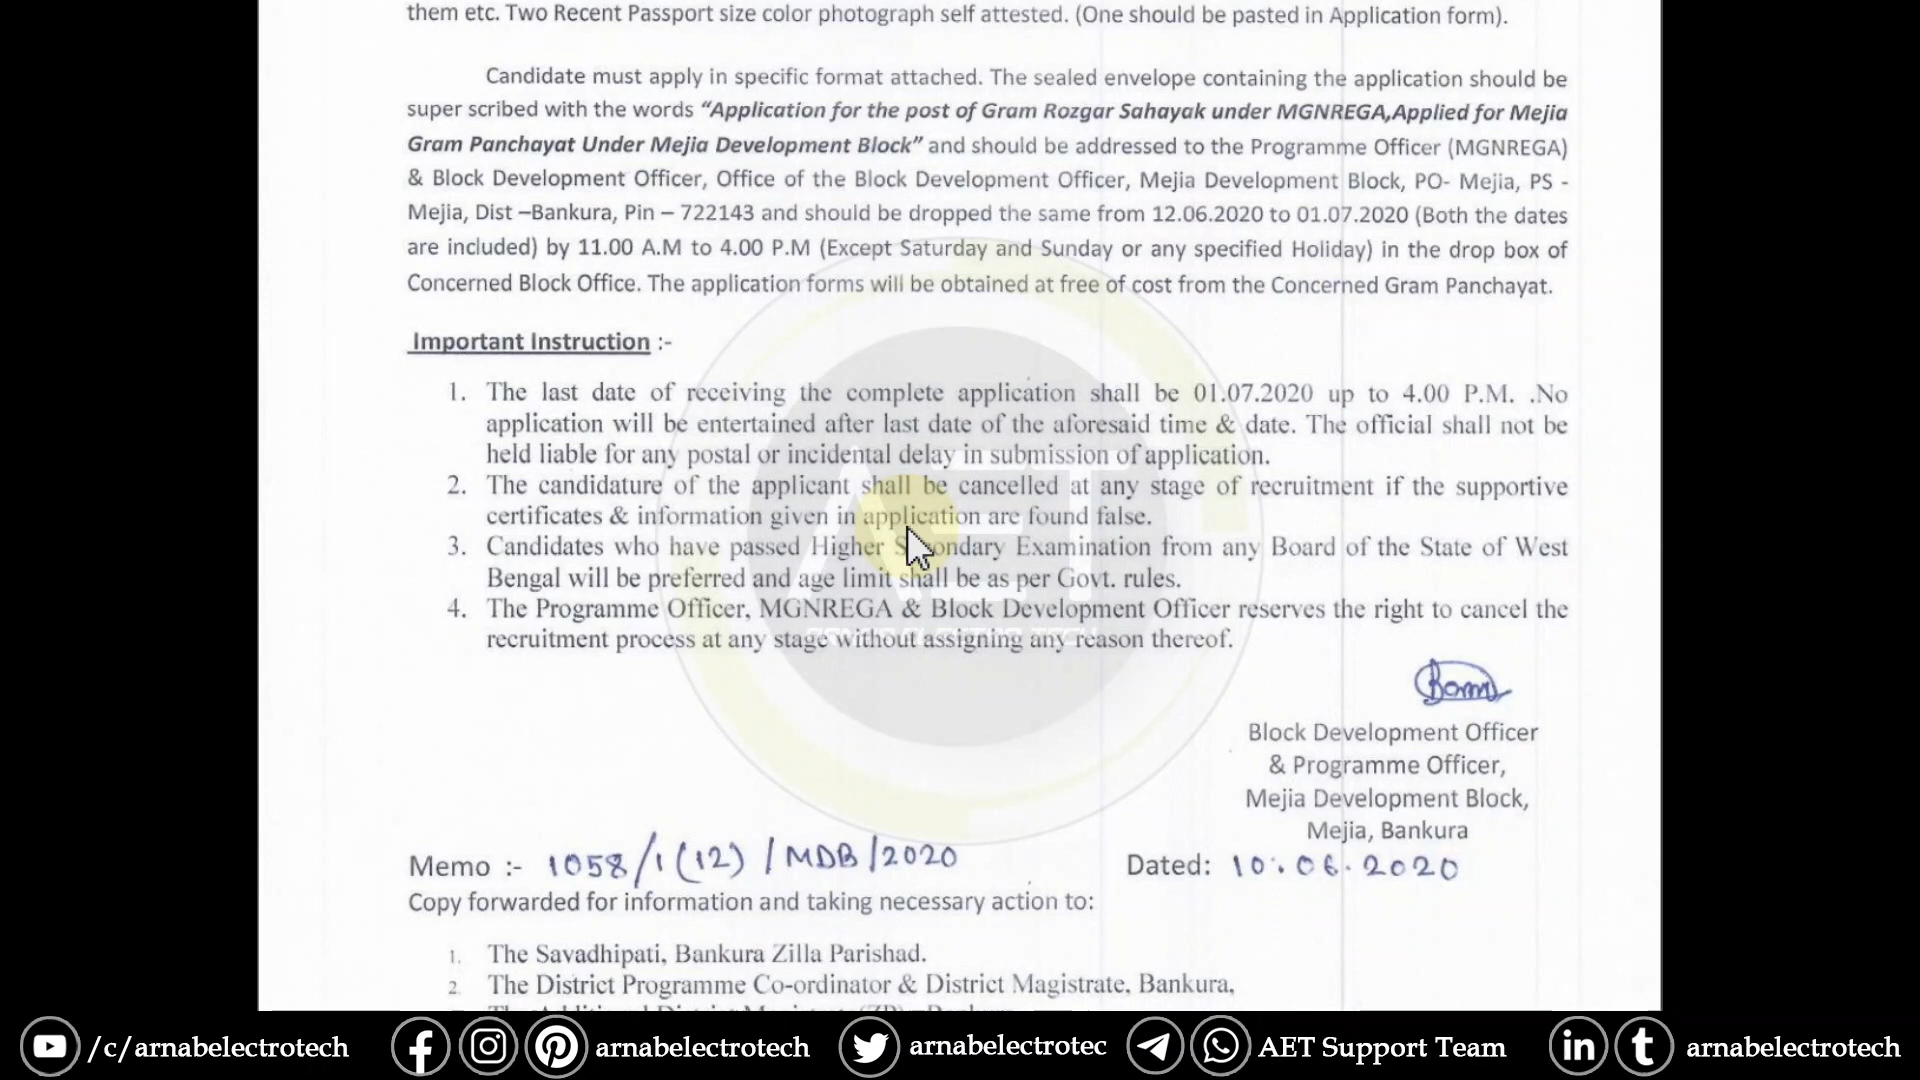 them etc. Two Recent Passport size color photograph self attested. (One should be pasted in Application form).
Candidate must apply in specific format attached. The sealed envelope containing the application should be
super scribed with the words “Application for the post of Gram Rozgar Sahayak under MGNREGA,Applied for Mejia
Gram Panchayat Under Mejia Development Block” and should be addressed to the Programme Officer (MGNREGA)
& Block Development Officer, Office of the Block Development Officer, Mejia Development Block, PO- Mejia, PS -
Mejia, Dist –Bankura, Pin – 722143 and should be dropped the same from 12.06.2020 to 01.07.2020 (Both the dates
are included) by 11.00 A.M to 4.00 P.M (Except Saturday and Sunday or any specified Holiday) in the drop box of
Concerned Block Office. The application forms will be obtained at free of cost from the Concerned Gram Panchayat.
Important Instruction :-
1. The last date of receiving the complete application shall be 01.07.2020 up to 4.00 P.M. .No
application will be entertained after last date of the aforesaid time & date. The official shall not be
held liable for any postal or incidental delay in submission of application.
2. The candidature of the applicant shall be cancelled at any stage of recruitment if the supportive
certificates & information given in application are found false.
3. Candidates who have passed Higher Secondary Examination from any Board of the State of West
Bengal will be preferred and age limit shall be as per Govt. rules.
4. The Programme Officer, MGNREGA & Block Development Officer reserves the right to cancel the
recruitment process at any stage without assigning any reason thereof.
Block Development Officer
& Programme Officer,
Mejia Development Block,
Mejia, Bankura
Memo :- 1058/1(12)/MDB/2020 Dated: 10.06.2020
Copy forwarded for information and taking necessary action to:
1. The Savadhipati, Bankura Zilla Parishad.
2. The District Programme Co-ordinator & District Magistrate, Bankura,
AET
/c/arnabelectrotech arnabelectrotech arnabelectrotec AET Support Team arnabelectrotech